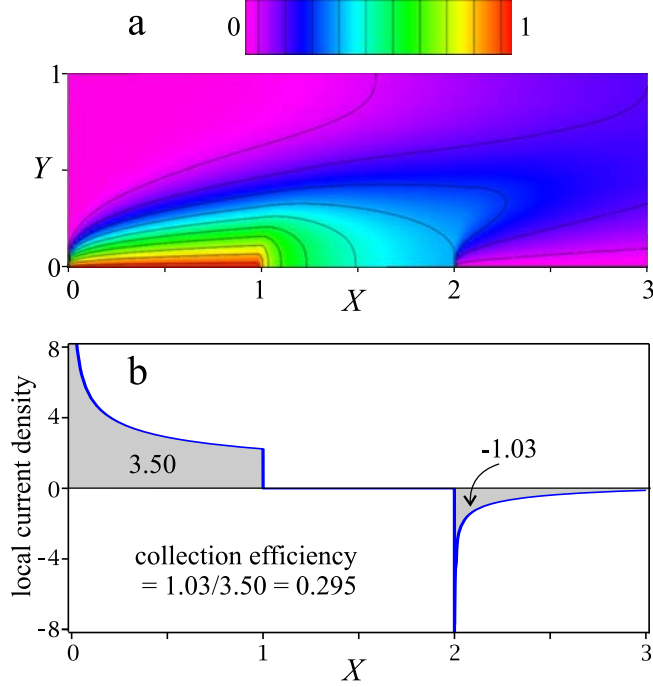 a
0
1
1
Y
0
0
1
2
3
X
b
8
4
0
-4
-8
local current density
3.50
-1.03
collection efficiency
= 1.03/3.50 = 0.295
0
1
2
3
X